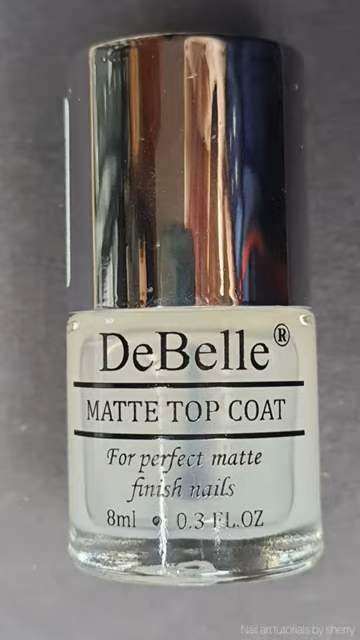 DeBelle®
MATTE TOP COAT
For perfect matte
finish nails
8ml 0.3 FL.OZ
Nail art tutorials by sherry